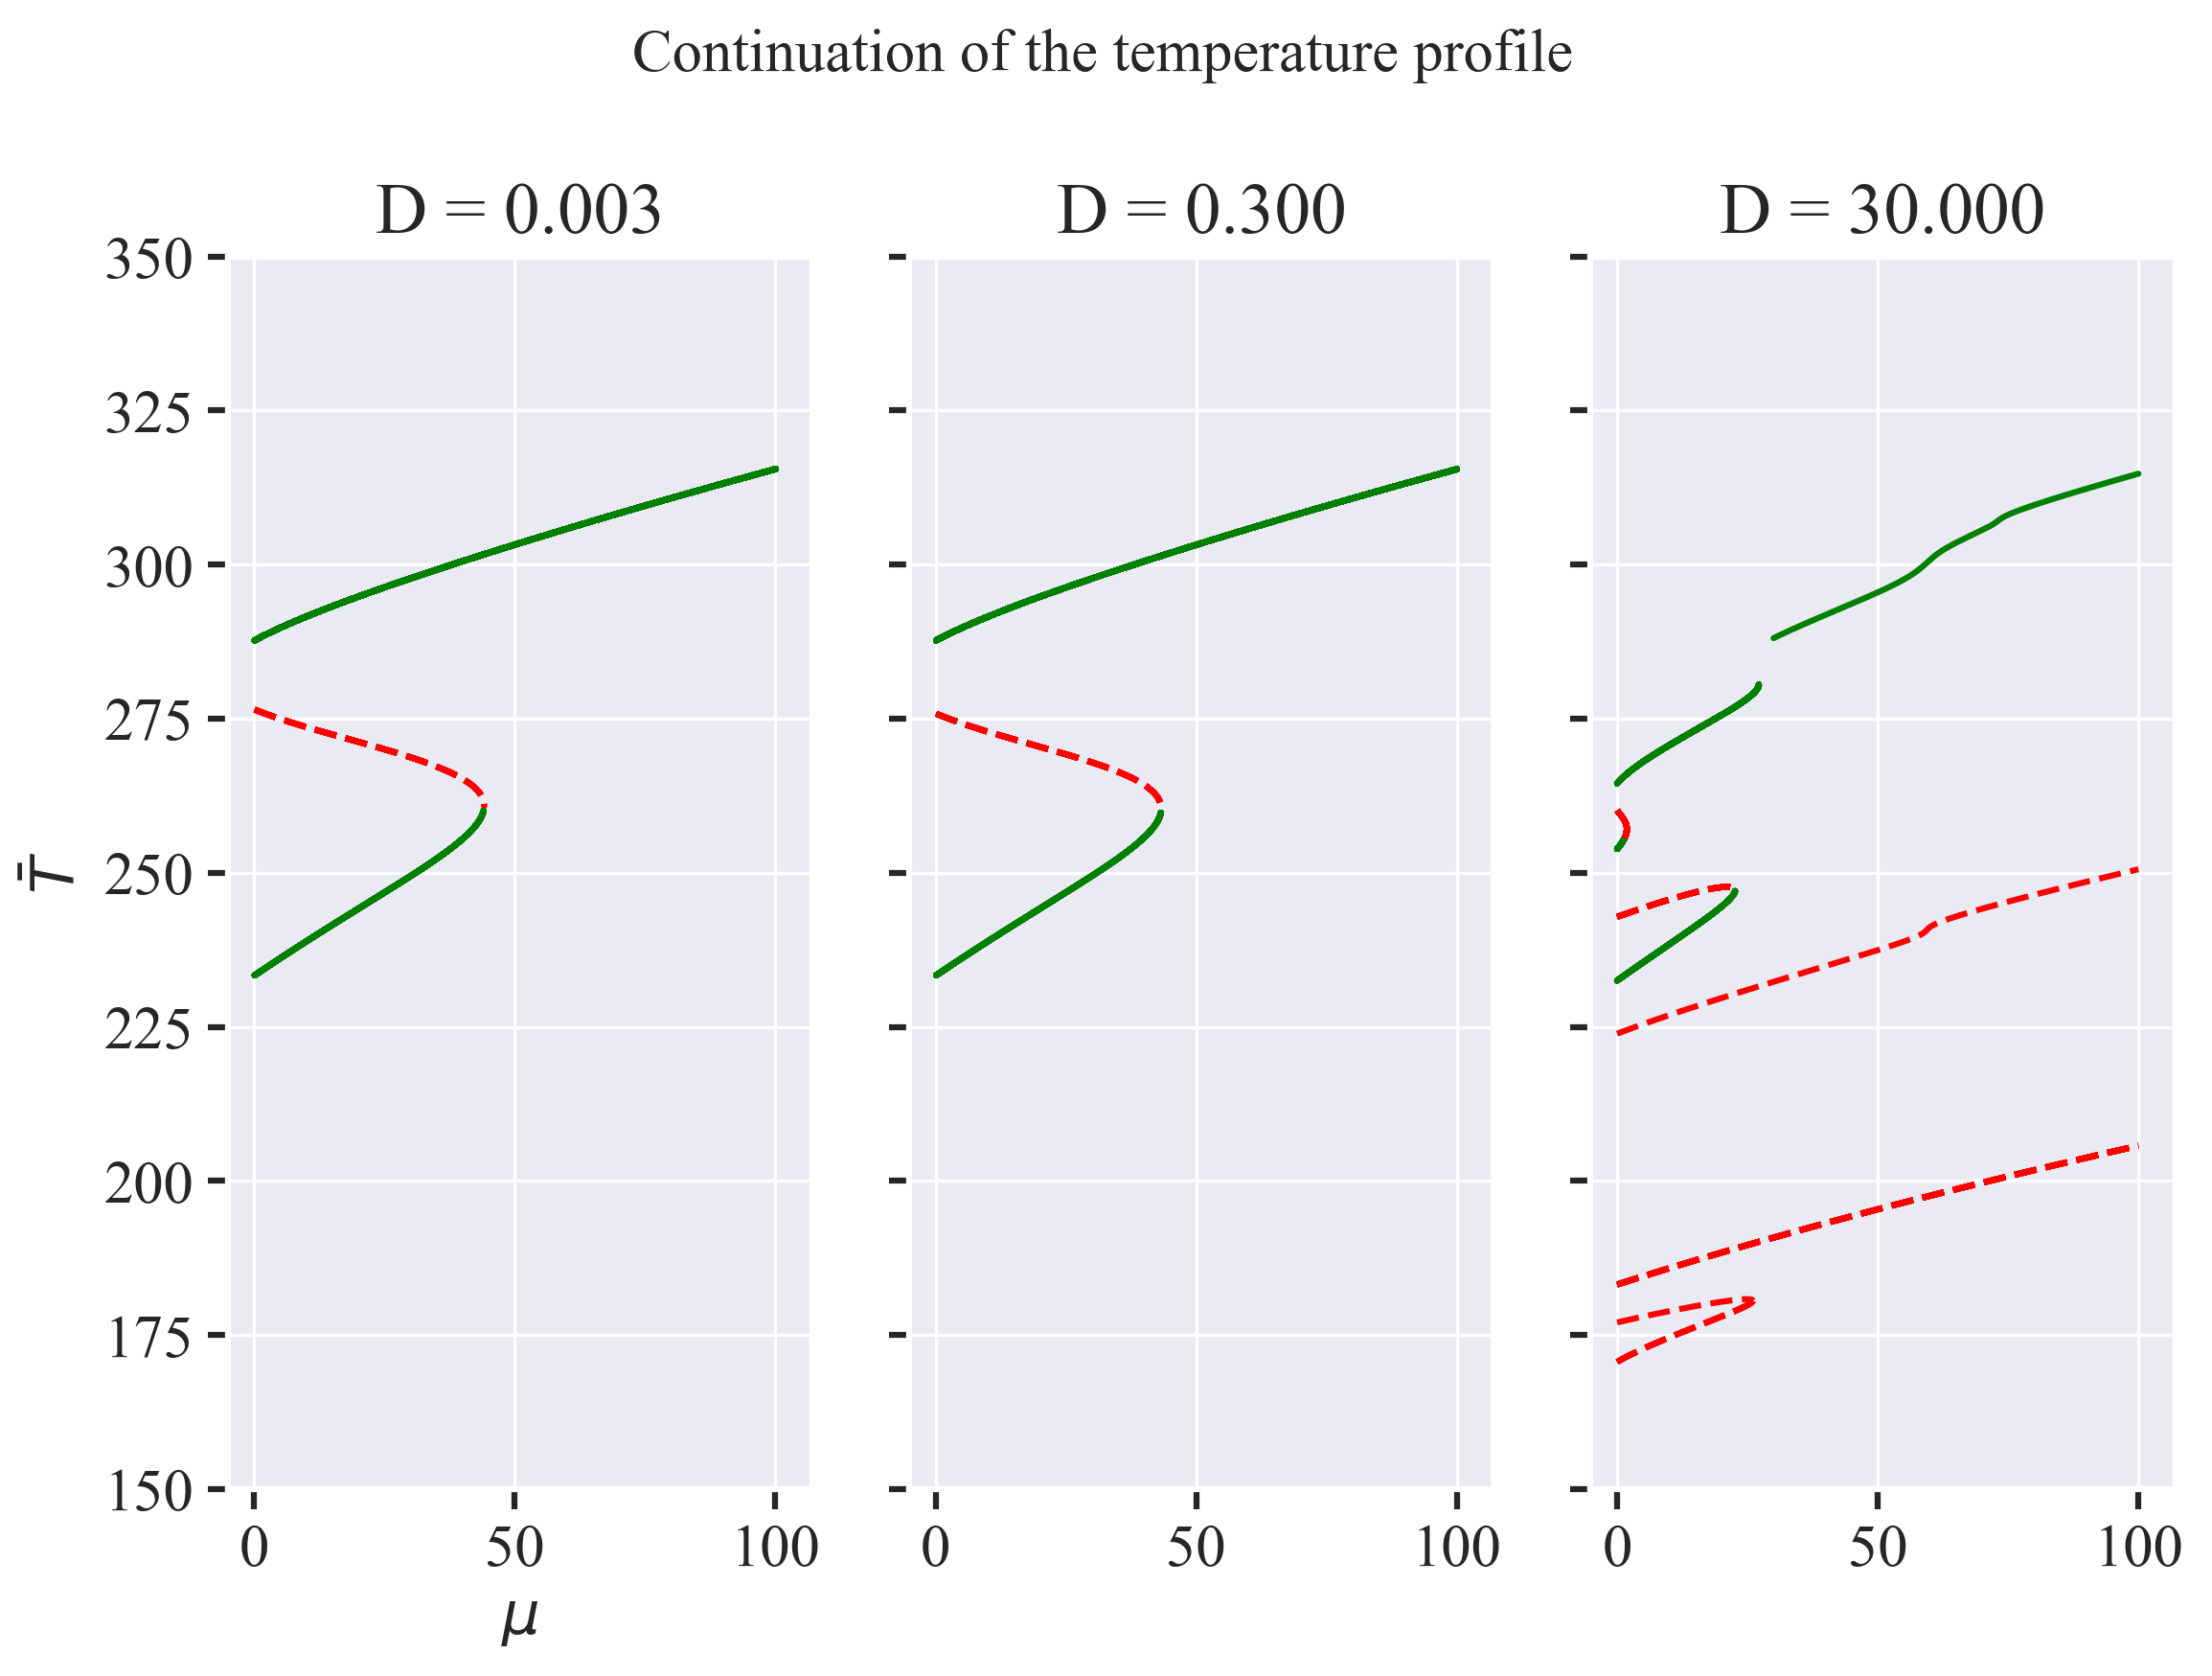 Continuation of the temperature profile
D = 0.003
D = 0.300
D = 30.000
350
325
300
275
250
225
200
175
150
T̄
0 50 100
0 50 100
0 50 100
μ